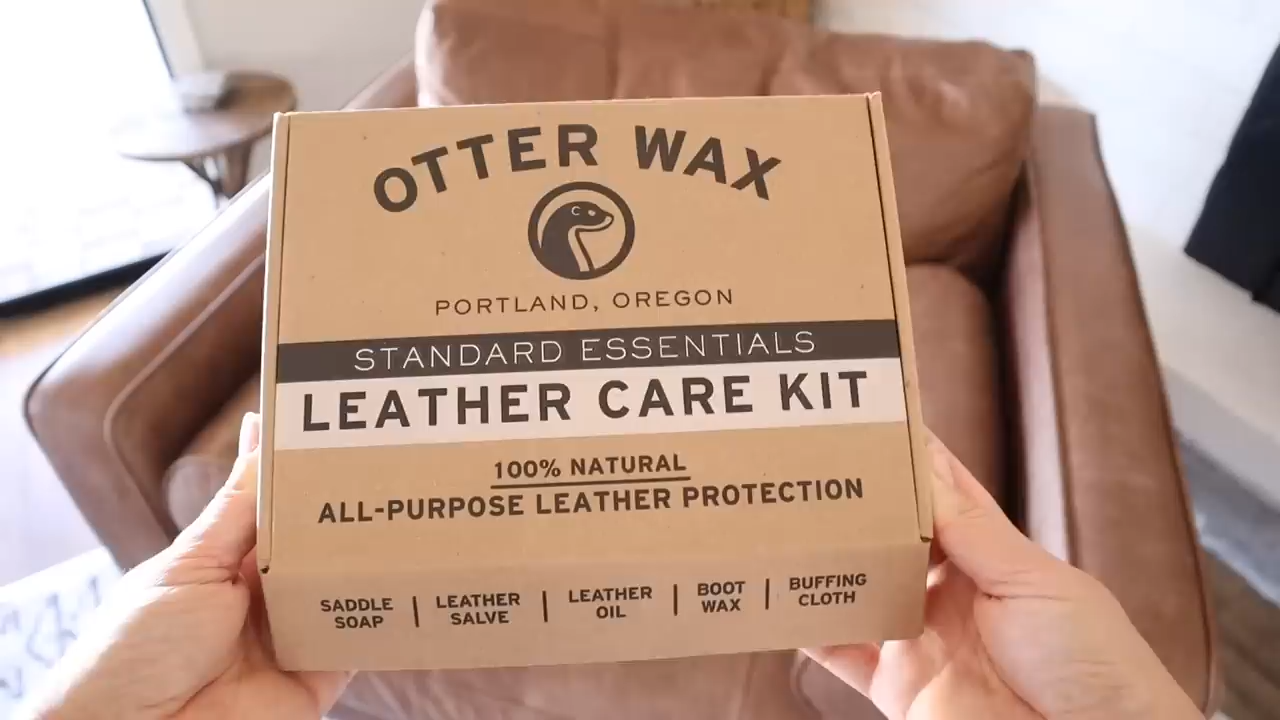 OTTER WAX
PORTLAND, OREGON
STANDARD ESSENTIALS
LEATHER CARE KIT
100% NATURAL
ALL-PURPOSE LEATHER PROTECTION
SADDLE SOAP | LEATHER SALVE | LEATHER OIL | BOOT WAX | BUFFING CLOTH